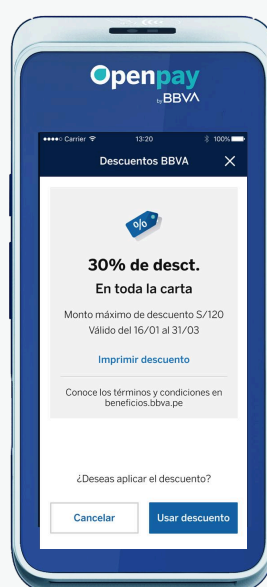 Openpay
by BBVA
Carrier 13:20 100%
Descuentos BBVA
%
30% de desct.
En toda la carta
Monto máximo de descuento S/120
Válido del 16/01 al 31/03
Imprimir descuento
Conoce los términos y condiciones en
beneficios.bbva.pe
¿Deseas aplicar el descuento?
Cancelar Usar descuento